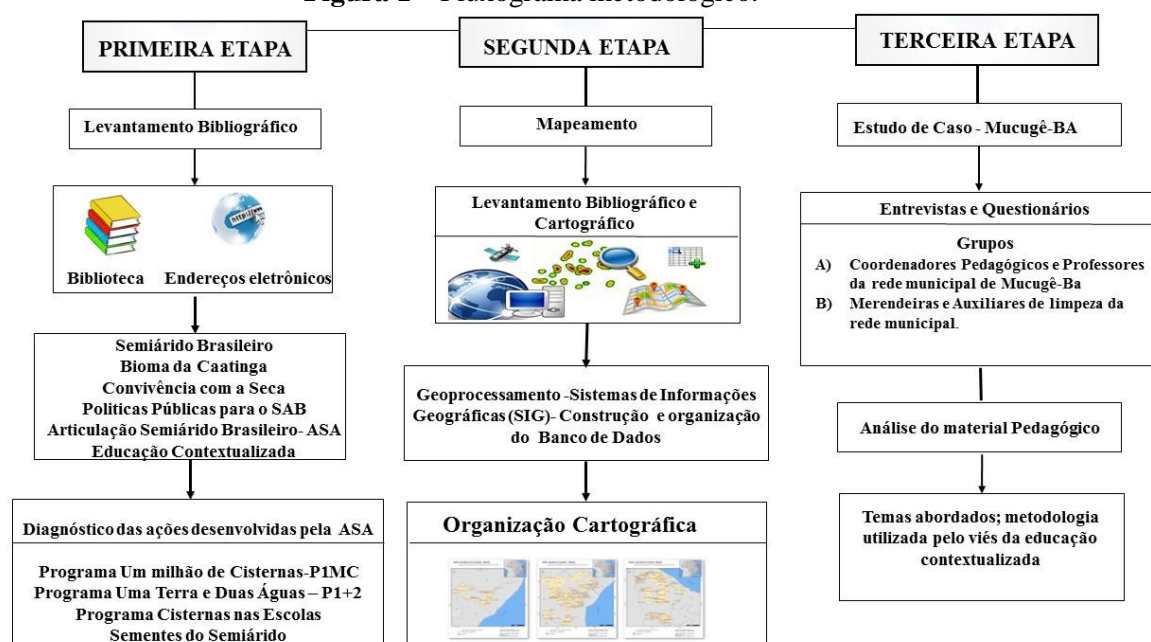 Figura 1 – Fluxograma metodológico.
PRIMEIRA ETAPA
Levantamento Bibliográfico
Biblioteca
Endereços eletrônicos
Semiárido Brasileiro
Bioma da Caatinga
Convivência com a Seca
Politicas Públicas para o SAB
Articulação Semiárido Brasileiro- ASA
Educação Contextualizada
Diagnóstico das ações desenvolvidas pela ASA
Programa Um milhão de Cisternas-P1MC
Programa Uma Terra e Duas Águas – P1+2
Programa Cisternas nas Escolas
Sementes do Semiárido
SEGUNDA ETAPA
Mapeamento
Levantamento Bibliográfico e
Cartográfico
Geoprocessamento -Sistemas de Informações
Geográficas (SIG)- Construção e organização
do Banco de Dados
Organização Cartográfica
TERCEIRA ETAPA
Estudo de Caso - Mucugê-BA
Entrevistas e Questionários
Grupos
A) Coordenadores Pedagógicos e Professores
da rede municipal de Mucugê-Ba
B) Merendeiras e Auxiliares de limpeza da
rede municipal.
Análise do material Pedagógico
Temas abordados; metodologia
utilizada pelo viés da educação
contextualizada